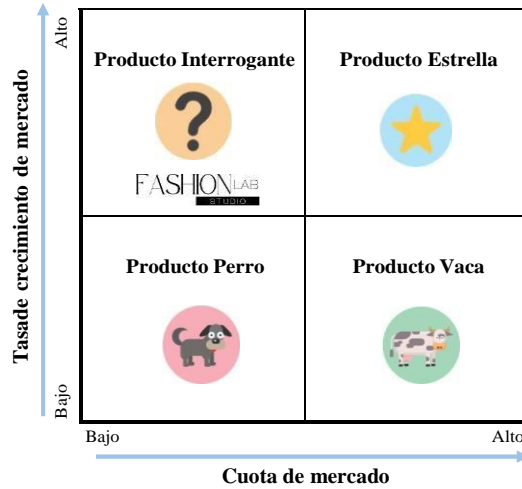 Alto
Producto Interrogante
Producto Estrella
?
FASHION LAB
STUDIO
Tasade crecimiento de mercado
Producto Perro
Producto Vaca
Bajo
Bajo
Alto
Cuota de mercado